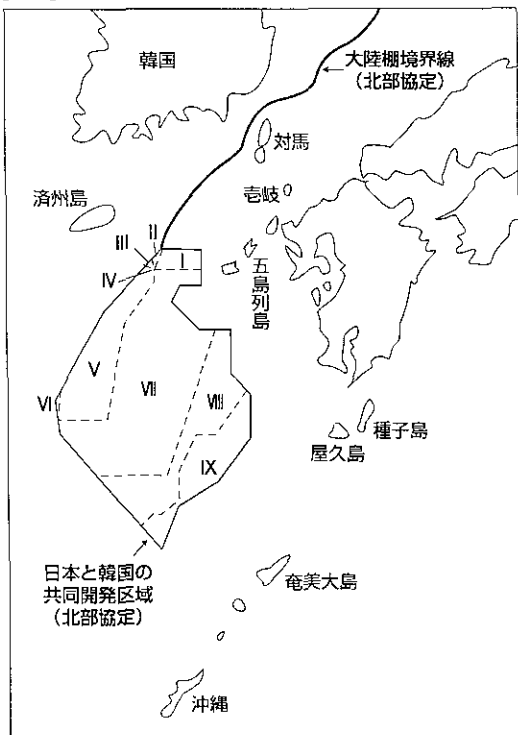 韓国
大陸棚境界線
（北部協定）
対馬
壱岐
済州島
五島列島
I
II
III
IV
V
VI
VII
VIII
IX
種子島
屋久島
日本と韓国の
共同開発区域
（北部協定）
奄美大島
沖縄